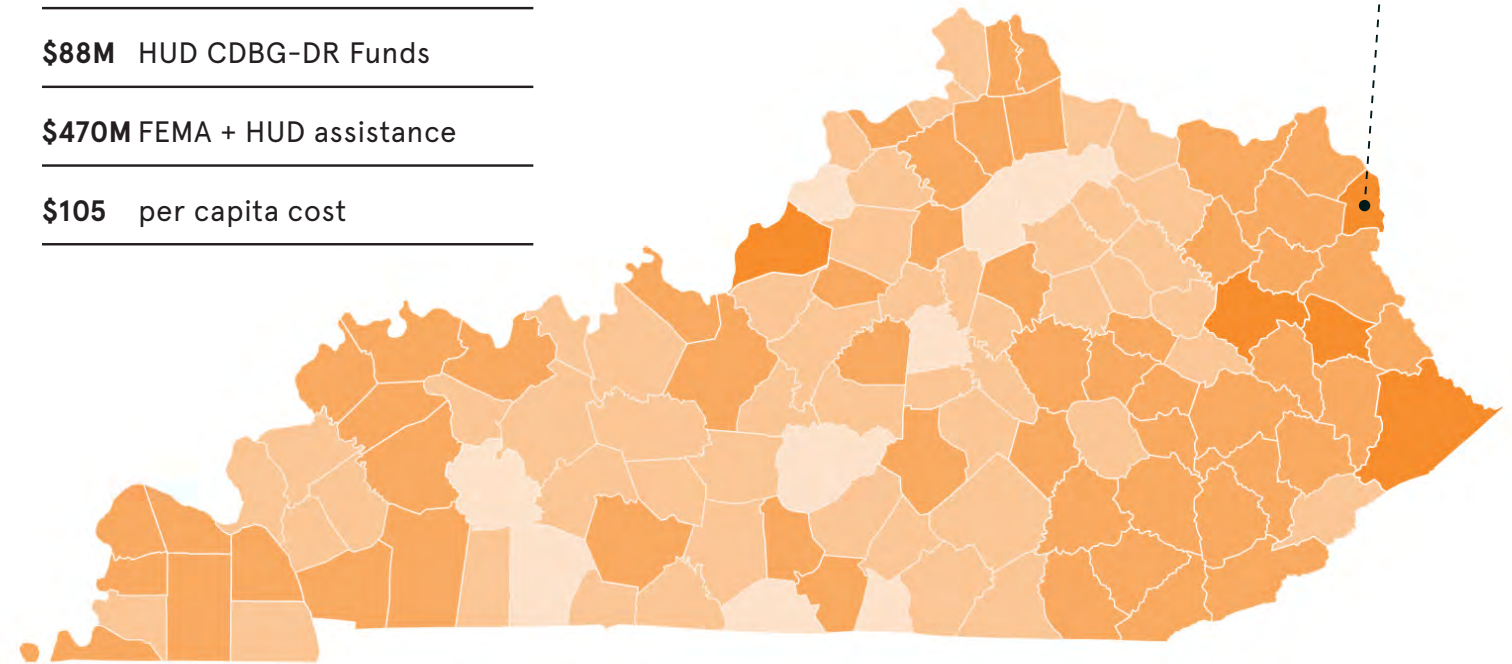 $88M HUD CDBG-DR Funds
$470M FEMA + HUD assistance
$105 per capita cost